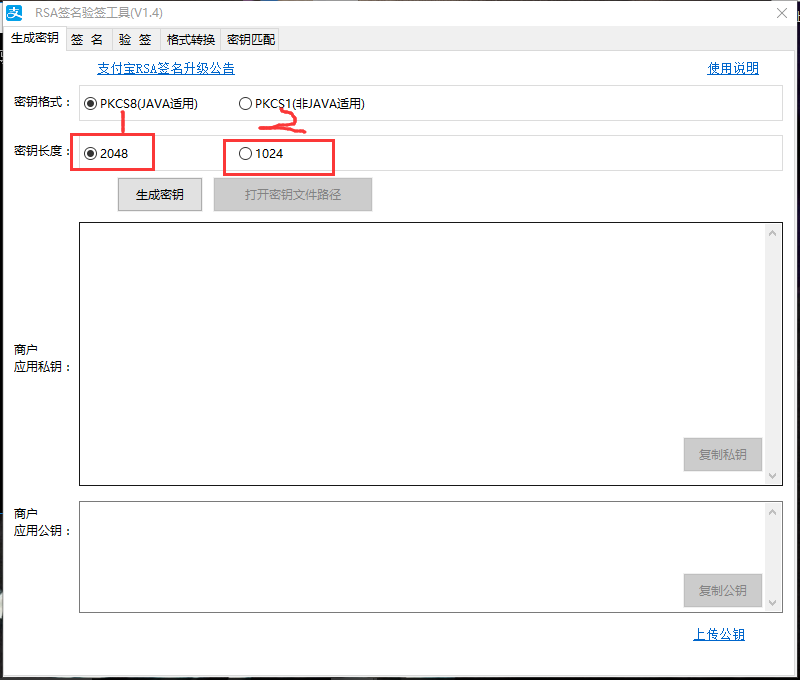 支 RSA签名验签工具(V1.4)
生成密钥 签 名 验 签 格式转换 密钥匹配
支付宝RSA签名升级公告 使用说明
密钥格式： PKCS8(JAVA适用) PKCS1(非JAVA适用)
1 2
密钥长度： 2048 1024
生成密钥 打开密钥文件路径
商户
应用私钥：
复制私钥
商户
应用公钥：
复制公钥
上传公钥